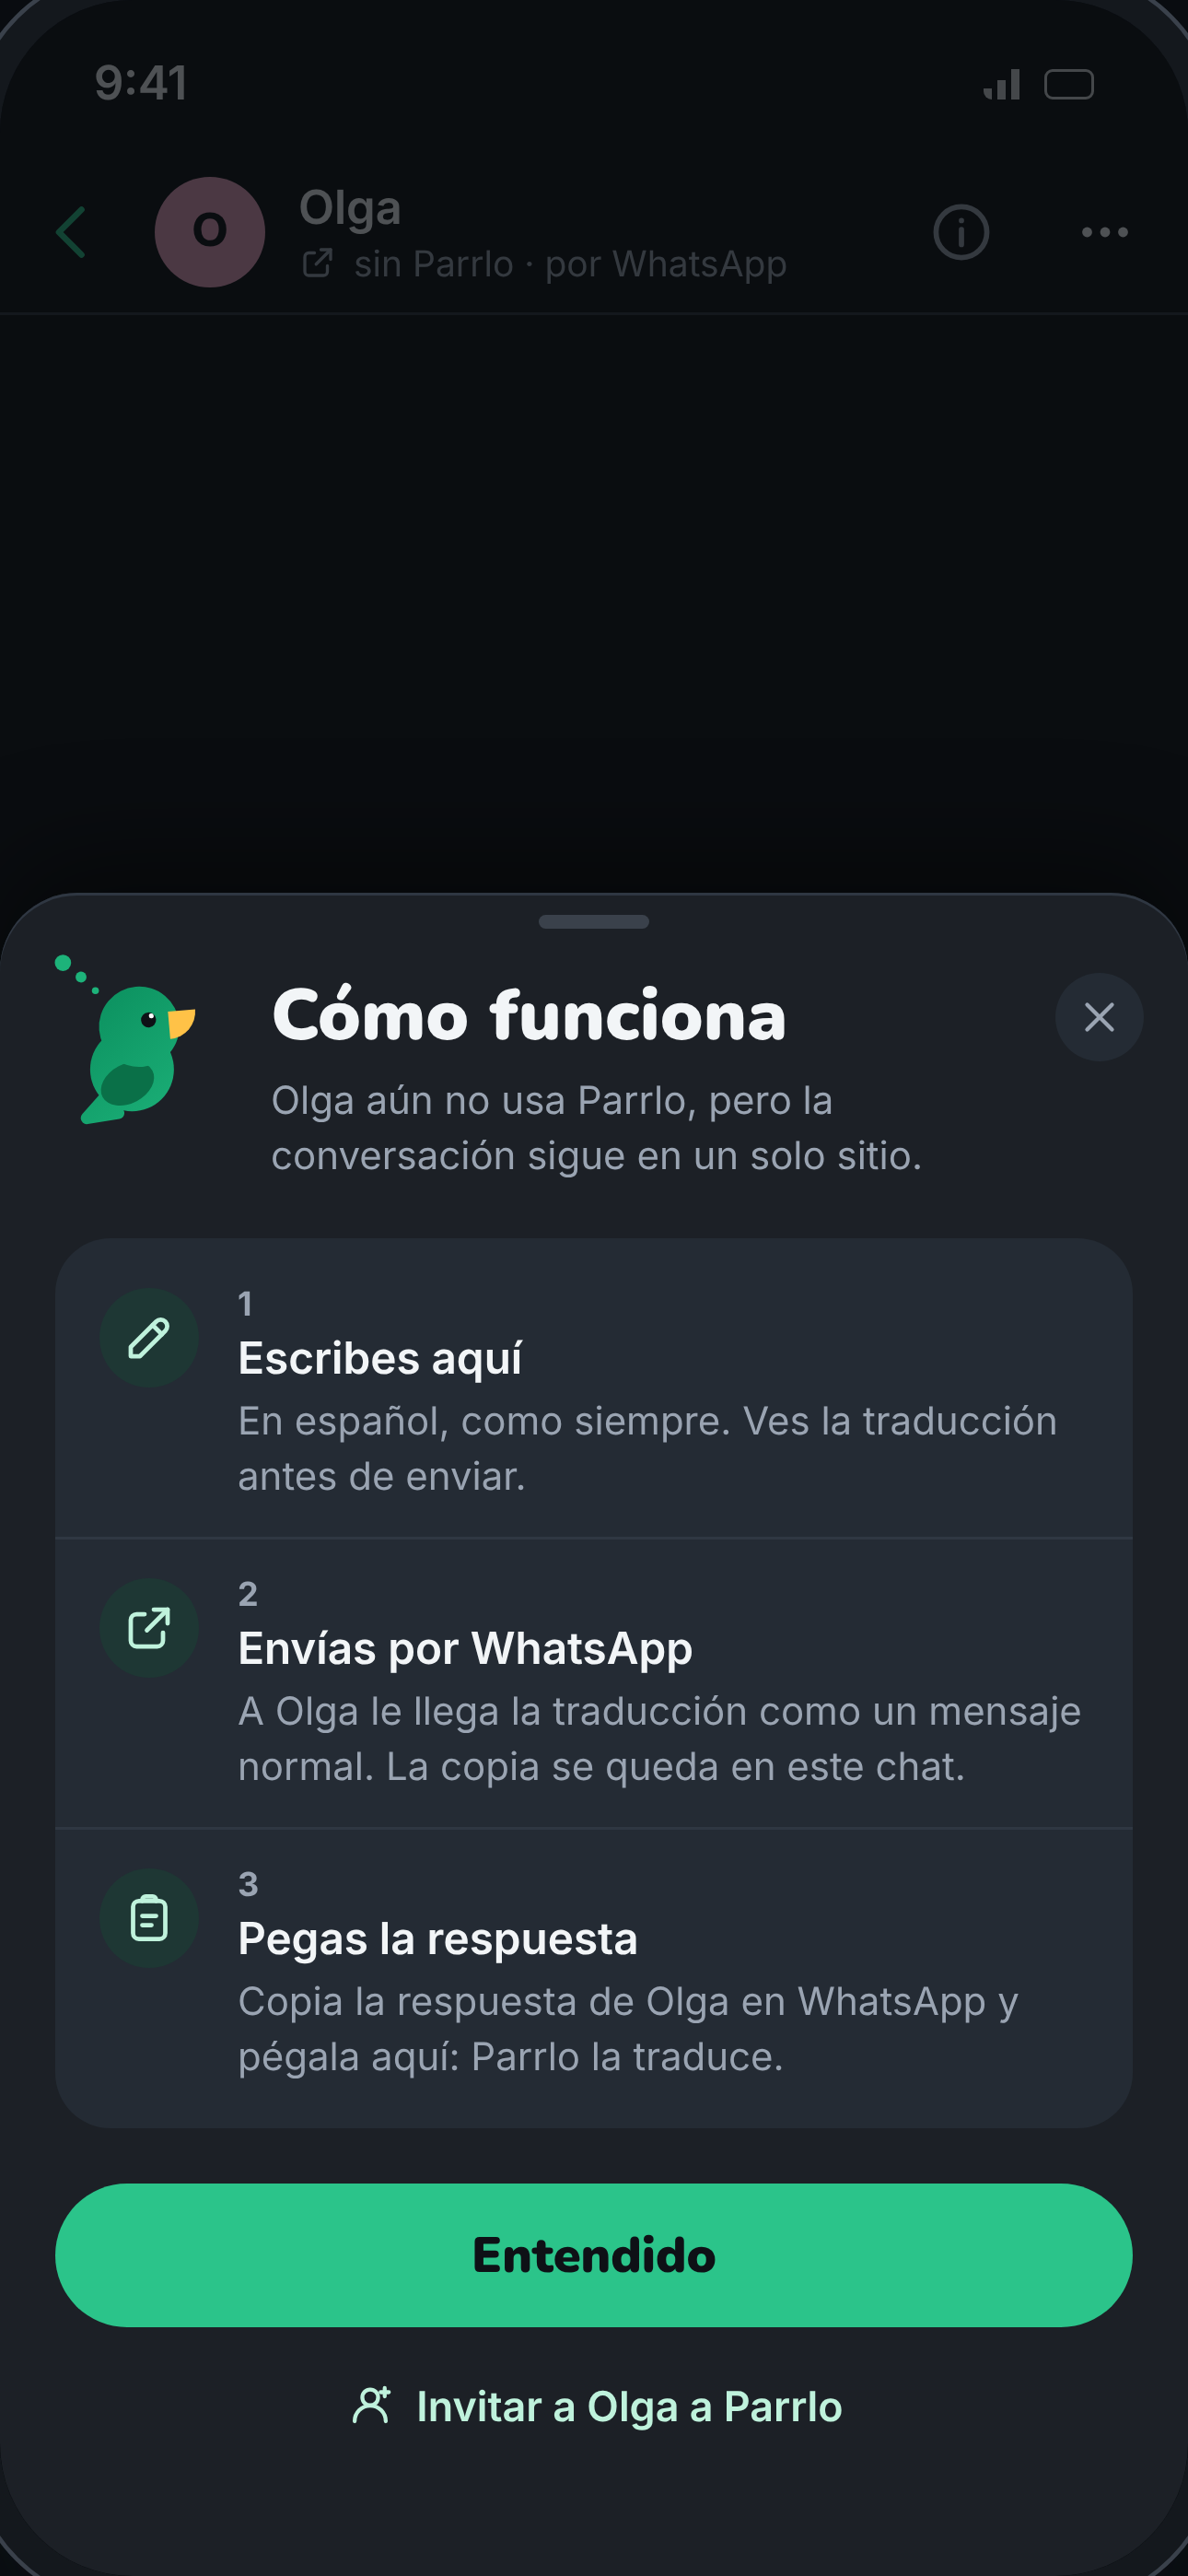 9:41
O
Olga
sin Parrlo · por WhatsApp
Cómo funciona
Olga aún no usa Parrlo, pero la
conversación sigue en un solo sitio.
1
Escribes aquí
En español, como siempre. Ves la traducción
antes de enviar.
2
Envías por WhatsApp
A Olga le llega la traducción como un mensaje
normal. La copia se queda en este chat.
3
Pegas la respuesta
Copia la respuesta de Olga en WhatsApp y
pégala aquí: Parrlo la traduce.
Entendido
Invitar a Olga a Parrlo